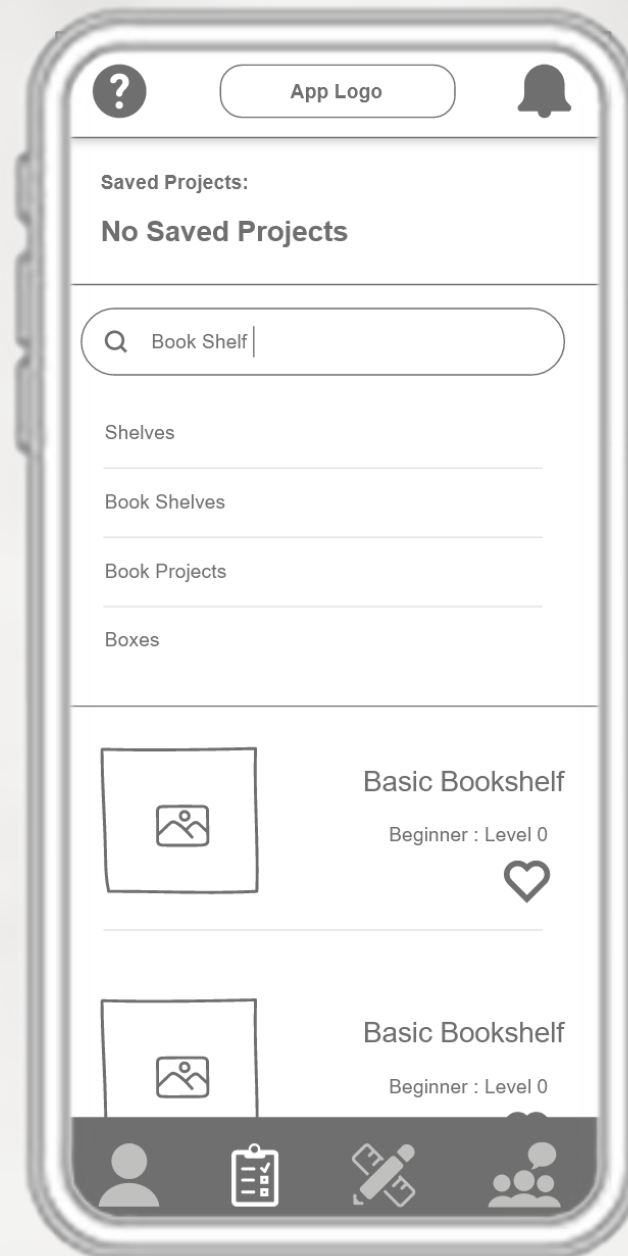 ?
App Logo
Saved Projects:
No Saved Projects
Book Shelf
Shelves
Book Shelves
Book Projects
Boxes
Basic Bookshelf
Beginner : Level 0
Basic Bookshelf
Beginner : Level 0